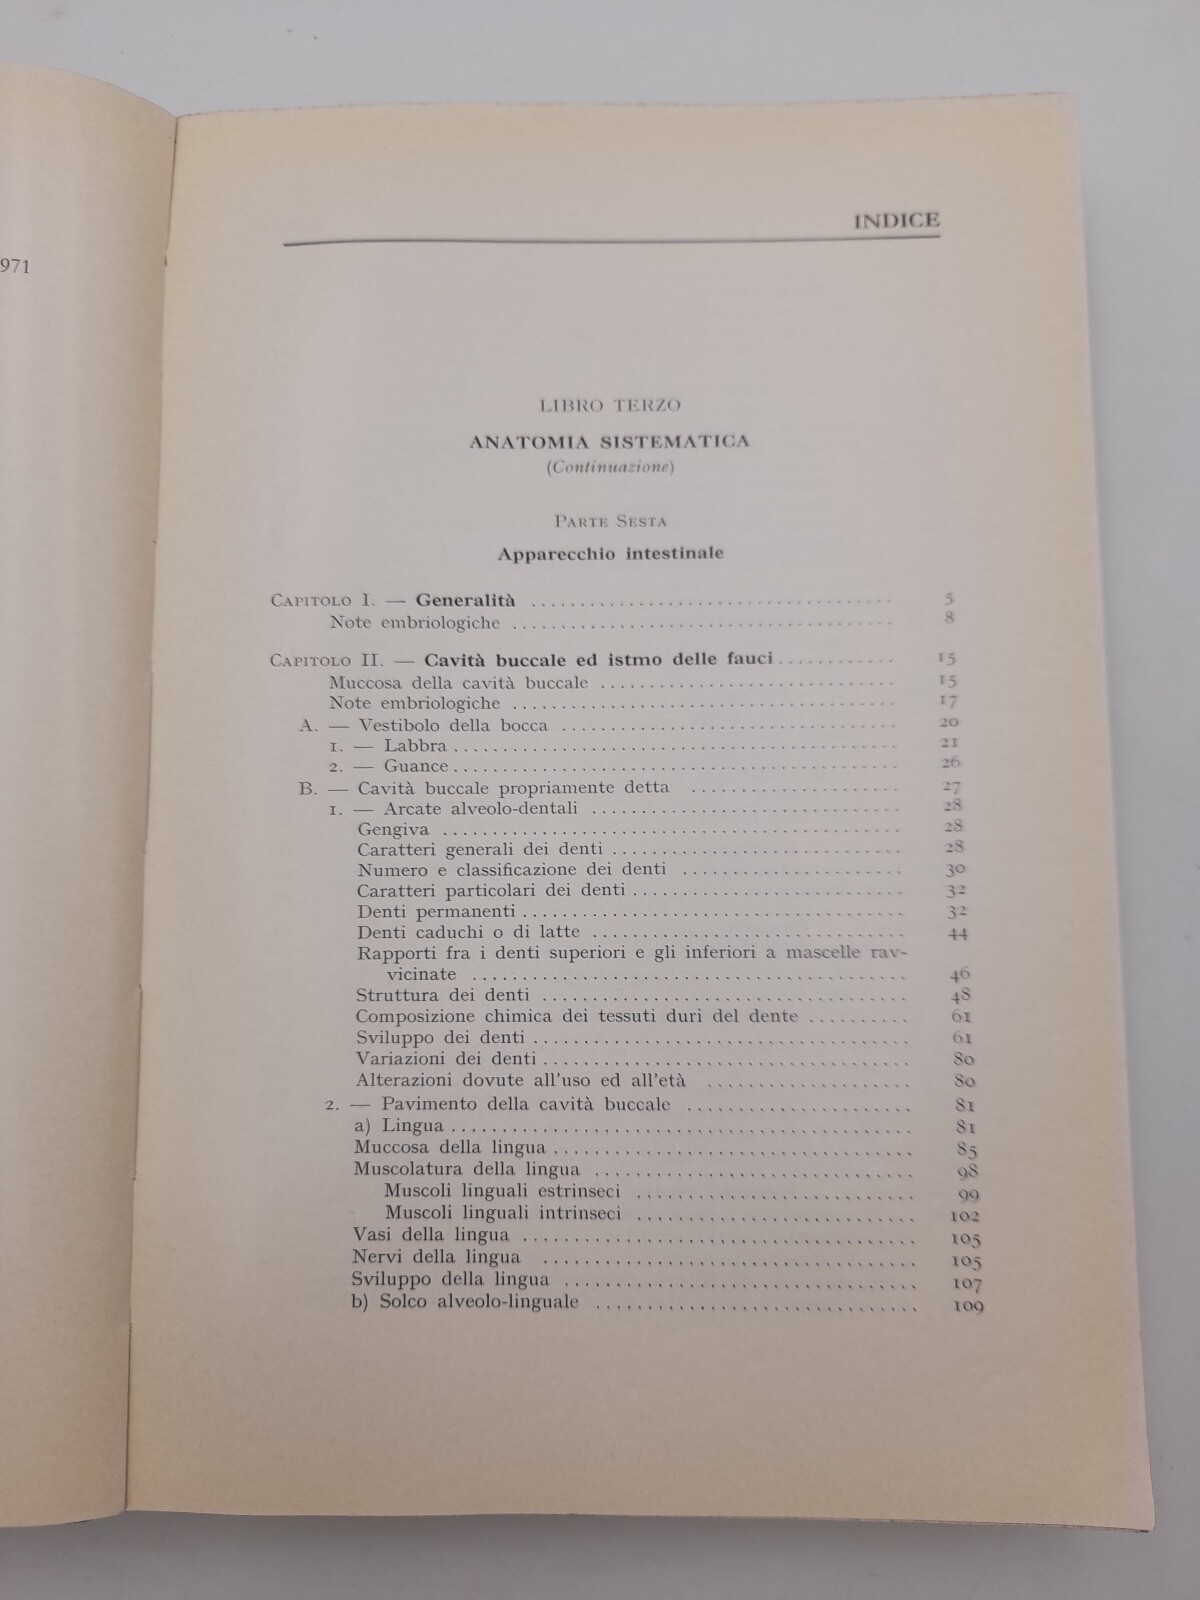 971
INDICE
LIBRO TERZO
ANATOMIA SISTEMATICA
(Continuazione)
PARTE SESTA
Apparecchio intestinale
CAPITOLO I. — Generalità .................................... 5
Note embriologiche .................................... 8
CAPITOLO II. — Cavità buccale ed istmo delle fauci ............ 15
Muccosa della cavità buccale ............................ 15
Note embriologiche .................................... 17
A. — Vestibolo della bocca ............................... 20
1. — Labbra .......................................... 21
2. — Guance .......................................... 26
B. — Cavità buccale propriamente detta .................... 27
1. — Arcate alveolo-dentali ............................ 28
Gengiva .......................................... 28
Caratteri generali dei denti .......................... 28
Numero e classificazione dei denti .................... 30
Caratteri particolari dei denti ........................ 32
Denti permanenti .................................... 32
Denti caduchi o di latte ............................ 44
Rapporti fra i denti superiori e gli inferiori a mascelle rav-
vicinate ........................................ 46
Struttura dei denti .................................. 48
Composizione chimica dei tessuti duri del dente .......... 61
Sviluppo dei denti .................................. 61
Variazioni dei denti .................................. 80
Alterazioni dovute all'uso ed all'età .................. 80
2. — Pavimento della cavità buccale .................... 81
a) Lingua .......................................... 81
Muccosa della lingua ................................ 85
Muscolatura della lingua ............................ 98
Muscoli linguali estrinseci ........................ 99
Muscoli linguali intrinseci ........................ 102
Vasi della lingua .................................... 105
Nervi della lingua .................................. 105
Sviluppo della lingua ................................ 107
b) Solco alveolo-linguale ............................ 109